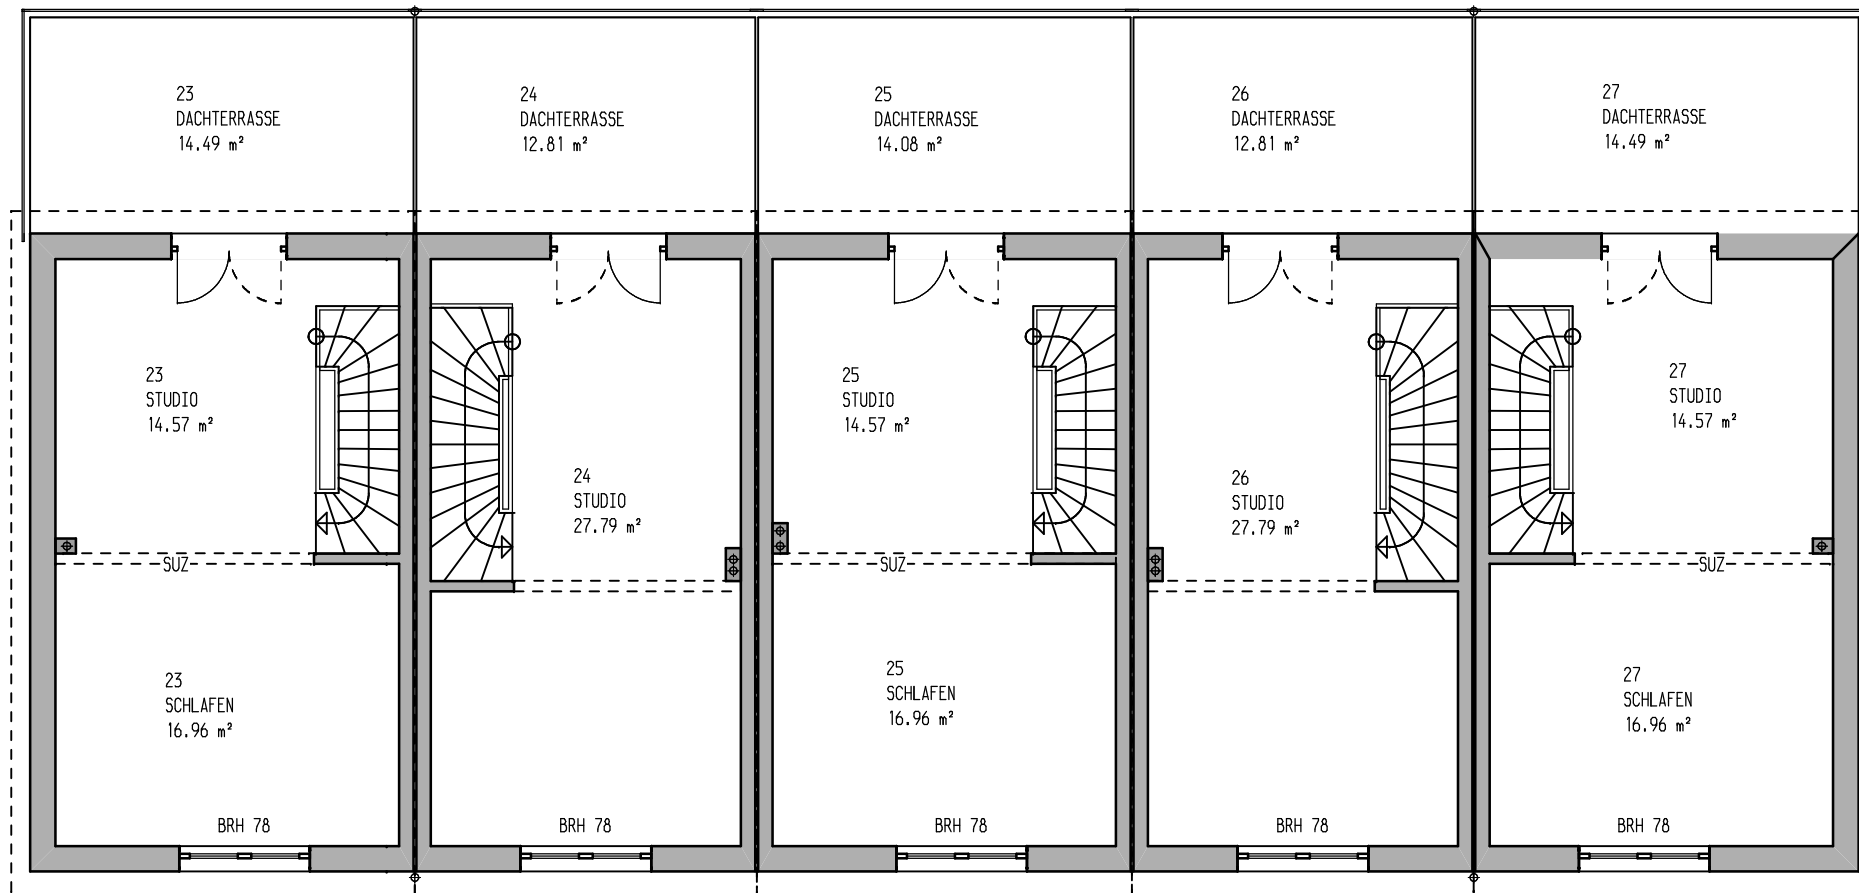 23
DACHTERRASSE
14.49 m²
24
DACHTERRASSE
12.81 m²
25
DACHTERRASSE
14.08 m²
26
DACHTERRASSE
12.81 m²
27
DACHTERRASSE
14.49 m²
23
STUDIO
14.57 m²
24
STUDIO
27.79 m²
25
STUDIO
14.57 m²
26
STUDIO
27.79 m²
27
STUDIO
14.57 m²
SUZ
SUZ
SUZ
23
SCHLAFEN
16.96 m²
25
SCHLAFEN
16.96 m²
27
SCHLAFEN
16.96 m²
BRH 78
BRH 78
BRH 78
BRH 78
BRH 78